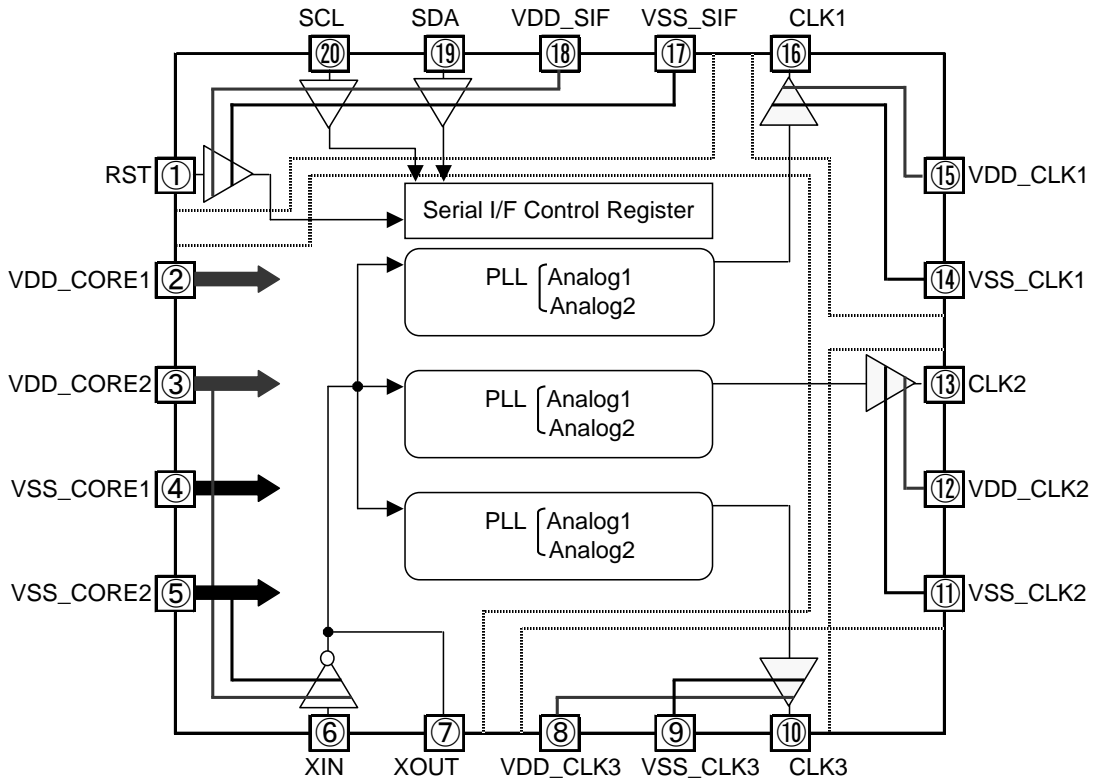 SCL SDA VDD_SIF VSS_SIF CLK1
⑳ ⑲ ⑱ ⑰ ⑯
RST ① ⑮ VDD_CLK1
Serial I/F Control Register
VDD_CORE1 ② ⑭ VSS_CLK1
PLL Analog1
Analog2
VDD_CORE2 ③ ⑬ CLK2
PLL Analog1
Analog2
VSS_CORE1 ④ ⑫ VDD_CLK2
PLL Analog1
Analog2
VSS_CORE2 ⑤ ⑪ VSS_CLK2
⑥ ⑦ ⑧ ⑨ ⑩
XIN XOUT VDD_CLK3 VSS_CLK3 CLK3